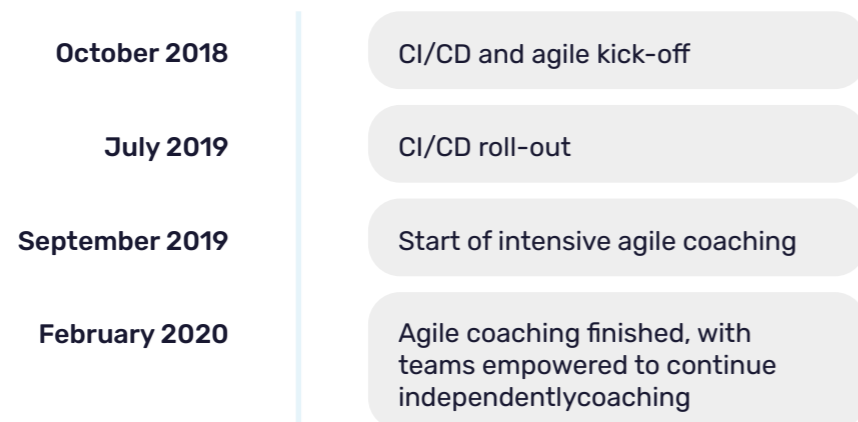 October 2018
CI/CD and agile kick-off
July 2019
CI/CD roll-out
September 2019
Start of intensive agile coaching
February 2020
Agile coaching finished, with
teams empowered to continue
independentlycoaching